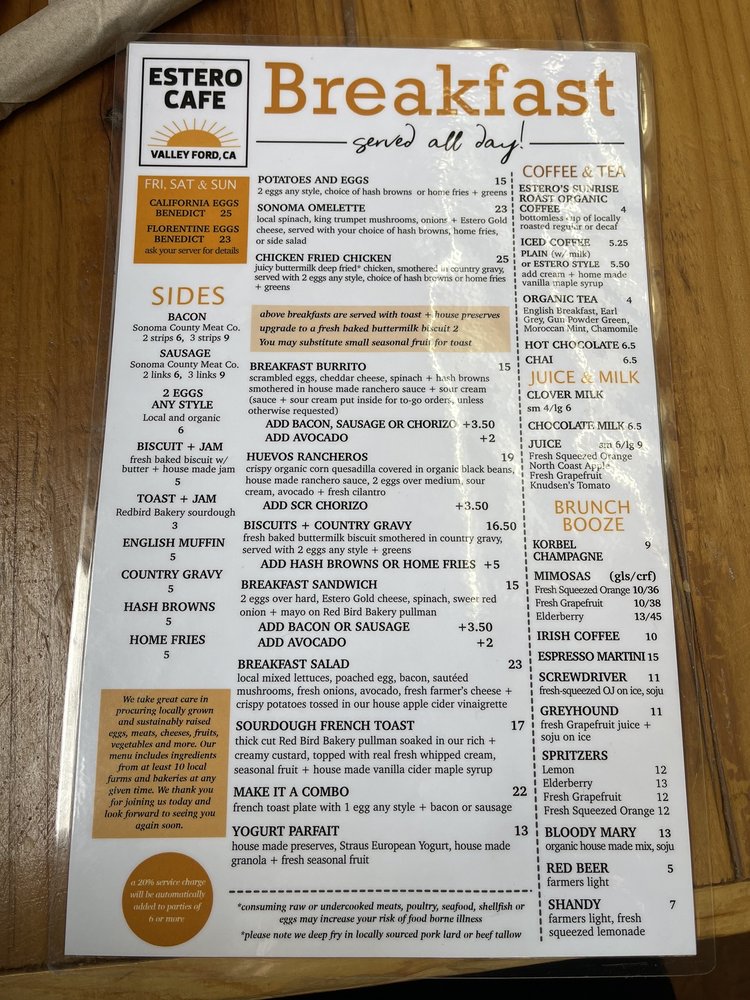 ESTERO
CAFE
VALLEY FORD, CA
Breakfast
served all day!
FRI, SAT & SUN
CALIFORNIA EGGS
BENEDICT 25
FLORENTINE EGGS
BENEDICT 23
ask your server for details
SIDES
BACON
Sonoma County Meat Co.
2 strips 6, 3 strips 9
SAUSAGE
Sonoma County Meat Co.
2 links 6, 3 links 9
2 EGGS
ANY STYLE
Local and organic
6
BISCUIT + JAM
fresh baked biscuit w/
butter + house made jam
5
TOAST + JAM
Redbird Bakery sourdough
3
ENGLISH MUFFIN
5
COUNTRY GRAVY
5
HASH BROWNS
5
HOME FRIES
5
We take great care in
procuring locally grown
and sustainably raised
eggs, meats, cheeses, fruits,
vegetables and more. Our
menu includes ingredients
from at least 10 local
farms and bakeries at any
given time. We thank you
for joining us today and
look forward to seeing you
again soon.
a 20% service charge
will be automatically
added to parties of
6 or more
POTATOES AND EGGS 15
2 eggs any style, choice of hash browns or home fries + greens
SONOMA OMELETTE 23
local spinach, king trumpet mushrooms, onions + Estero Gold
cheese, served with your choice of hash browns, home fries,
or side salad
CHICKEN FRIED CHICKEN 25
juicy buttermilk deep fried* chicken, smothered in country gravy,
served with 2 eggs any style, choice of hash browns or home fries
+ greens
above breakfasts are served with toast + house preserves
upgrade to a fresh baked buttermilk biscuit 2
You may substitute small seasonal fruit for toast
BREAKFAST BURRITO 15
scrambled eggs, cheddar cheese, spinach + hash browns
smothered in house made ranchero sauce + sour cream
(sauce + sour cream put inside for to-go orders, unless
otherwise requested)
ADD BACON, SAUSAGE OR CHORIZO +3.50
ADD AVOCADO +2
HUEVOS RANCHEROS 19
crispy organic corn quesadilla covered in organic black beans,
house made ranchero sauce, 2 eggs over medium, sour
cream, avocado + fresh cilantro
ADD SCR CHORIZO +3.50
BISCUITS + COUNTRY GRAVY 16.50
fresh baked buttermilk biscuit smothered in country gravy,
served with 2 eggs any style + greens
ADD HASH BROWNS OR HOME FRIES +5
BREAKFAST SANDWICH 15
2 eggs over hard, Estero Gold cheese, spinach, sweet red
onion + mayo on Red Bird Bakery pullman
ADD BACON OR SAUSAGE +3.50
ADD AVOCADO +2
BREAKFAST SALAD 23
local mixed lettuces, poached egg, bacon, sautéed
mushrooms, fresh onions, avocado, fresh farmer's cheese +
crispy potatoes tossed in our house apple cider vinaigrette
SOURDOUGH FRENCH TOAST 17
thick cut Red Bird Bakery pullman soaked in our rich +
creamy custard, topped with real fresh whipped cream,
seasonal fruit + house made vanilla cider maple syrup
MAKE IT A COMBO 22
french toast plate with 1 egg any style + bacon or sausage
YOGURT PARFAIT 13
house made preserves, Straus European Yogurt, house made
granola + fresh seasonal fruit
*consuming raw or undercooked meats, poultry, seafood, shellfish or
eggs may increase your risk of food borne illness
*please note we deep fry in locally sourced pork lard or beef tallow
COFFEE & TEA
ESTERO'S SUNRISE
ROAST ORGANIC
COFFEE 4
bottomless cup of locally
roasted regular or decaf
ICED COFFEE 5.25
PLAIN (w/ milk)
or ESTERO STYLE 5.50
add cream + home made
vanilla maple syrup
ORGANIC TEA 4
English Breakfast, Earl
Grey, Gun Powder Green,
Moroccan Mint, Chamomile
HOT CHOCOLATE 6.5
CHAI 6.5
JUICE & MILK
CLOVER MILK
sm 4/lg 6
CHOCOLATE MILK 6.5
JUICE sm 6/lg 9
Fresh Squeezed Orange
North Coast Apple
Fresh Grapefruit
Knudsen's Tomato
BRUNCH
BOOZE
KORBEL 9
CHAMPAGNE
MIMOSAS (gls/crf)
Fresh Squeezed Orange 10/36
Fresh Grapefruit 10/38
Elderberry 13/45
IRISH COFFEE 10
ESPRESSO MARTINI 15
SCREWDRIVER 11
fresh-squeezed OJ on ice, soju
GREYHOUND 11
fresh Grapefruit juice +
soju on ice
SPRITZERS
Lemon 12
Elderberry 13
Fresh Grapefruit 12
Fresh Squeezed Orange 12
BLOODY MARY 13
organic house made mix, soju
RED BEER 5
farmers light
SHANDY 7
farmers light, fresh
squeezed lemonade